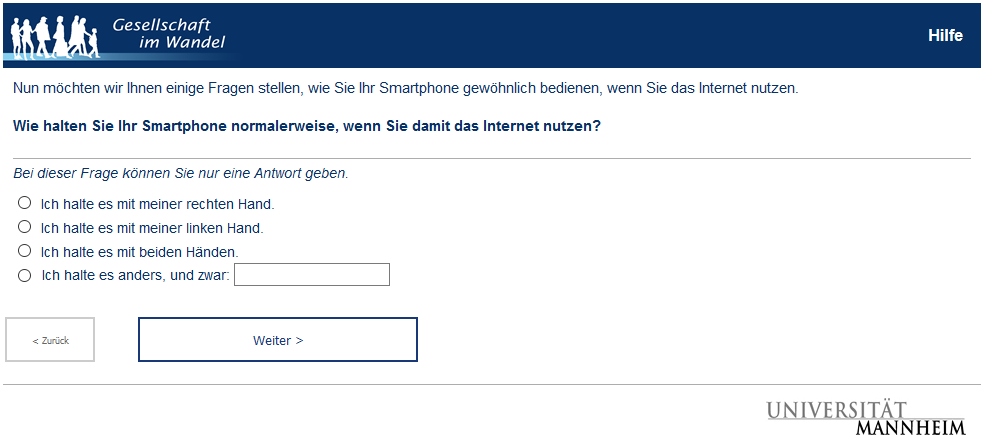 Gesellschaft
im Wandel
Hilfe
Nun möchten wir Ihnen einige Fragen stellen, wie Sie Ihr Smartphone gewöhnlich bedienen, wenn Sie das Internet nutzen.
Wie halten Sie Ihr Smartphone normalerweise, wenn Sie damit das Internet nutzen?
Bei dieser Frage können Sie nur eine Antwort geben.
Ich halte es mit meiner rechten Hand.
Ich halte es mit meiner linken Hand.
Ich halte es mit beiden Händen.
Ich halte es anders, und zwar:
< Zurück
Weiter >
UNIVERSITÄT
MANNHEIM